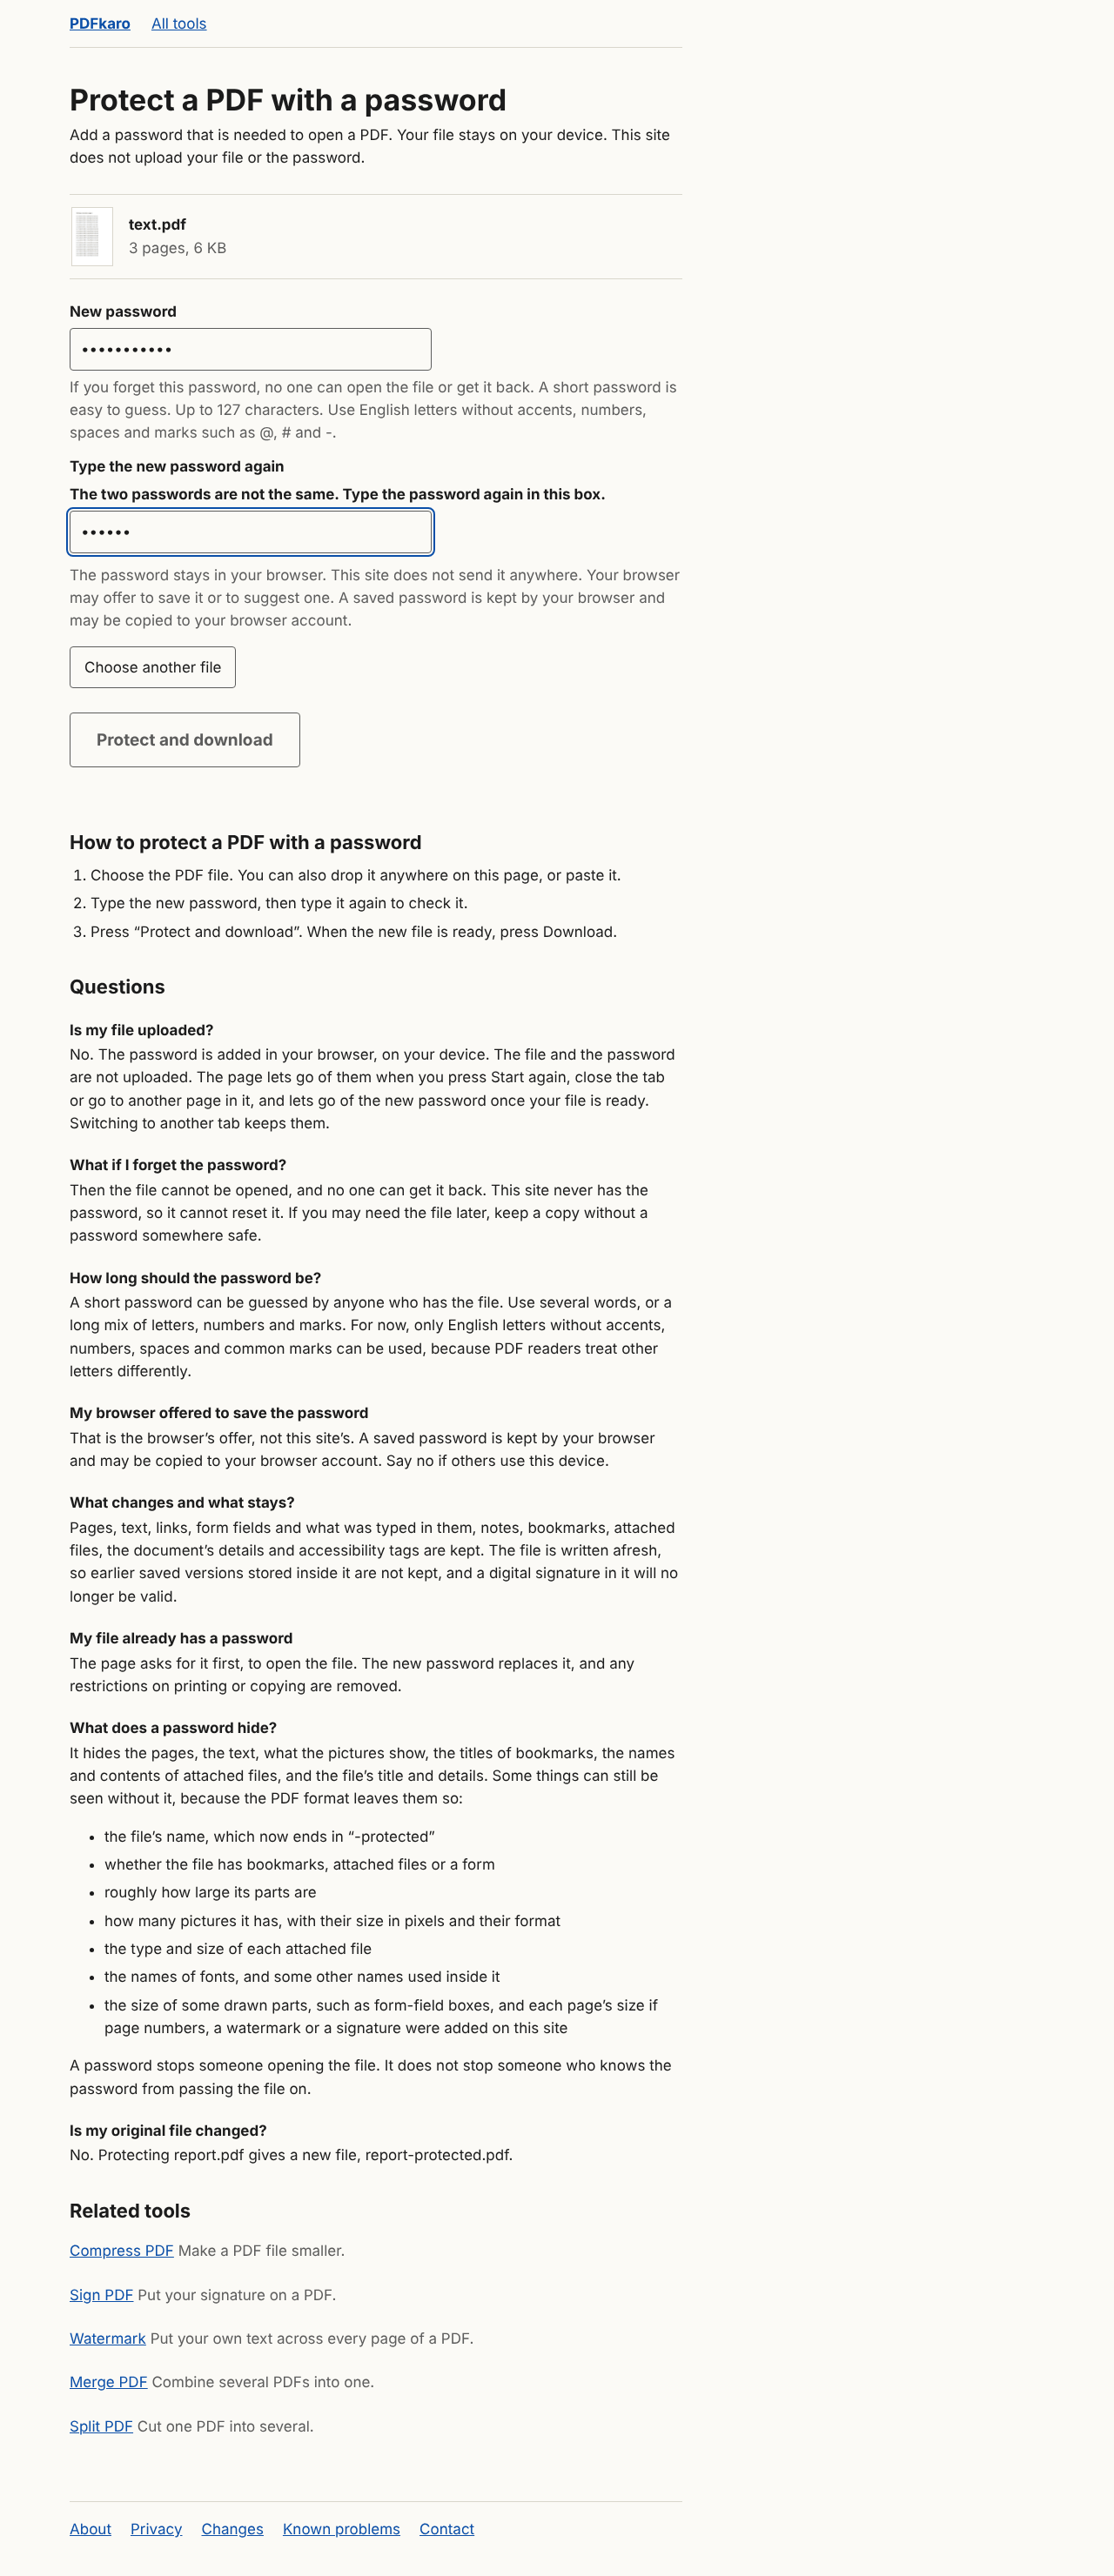 PDFkaro All tools
Protect a PDF with a password
Add a password that is needed to open a PDF. Your file stays on your device. This site
does not upload your file or the password.
text.pdf
3 pages, 6 KB
New password
•••••••••••
If you forget this password, no one can open the file or get it back. A short password is
easy to guess. Up to 127 characters. Use English letters without accents, numbers,
spaces and marks such as @, # and -.
Type the new password again
The two passwords are not the same. Type the password again in this box.
••••••
The password stays in your browser. This site does not send it anywhere. Your browser
may offer to save it or to suggest one. A saved password is kept by your browser and
may be copied to your browser account.
Choose another file
Protect and download
How to protect a PDF with a password
1. Choose the PDF file. You can also drop it anywhere on this page, or paste it.
2. Type the new password, then type it again to check it.
3. Press “Protect and download”. When the new file is ready, press Download.
Questions
Is my file uploaded?
No. The password is added in your browser, on your device. The file and the password
are not uploaded. The page lets go of them when you press Start again, close the tab
or go to another page in it, and lets go of the new password once your file is ready.
Switching to another tab keeps them.
What if I forget the password?
Then the file cannot be opened, and no one can get it back. This site never has the
password, so it cannot reset it. If you may need the file later, keep a copy without a
password somewhere safe.
How long should the password be?
A short password can be guessed by anyone who has the file. Use several words, or a
long mix of letters, numbers and marks. For now, only English letters without accents,
numbers, spaces and common marks can be used, because PDF readers treat other
letters differently.
My browser offered to save the password
That is the browser’s offer, not this site’s. A saved password is kept by your browser
and may be copied to your browser account. Say no if others use this device.
What changes and what stays?
Pages, text, links, form fields and what was typed in them, notes, bookmarks, attached
files, the document’s details and accessibility tags are kept. The file is written afresh,
so earlier saved versions stored inside it are not kept, and a digital signature in it will no
longer be valid.
My file already has a password
The page asks for it first, to open the file. The new password replaces it, and any
restrictions on printing or copying are removed.
What does a password hide?
It hides the pages, the text, what the pictures show, the titles of bookmarks, the names
and contents of attached files, and the file’s title and details. Some things can still be
seen without it, because the PDF format leaves them so:
• the file’s name, which now ends in “-protected”
• whether the file has bookmarks, attached files or a form
• roughly how large its parts are
• how many pictures it has, with their size in pixels and their format
• the type and size of each attached file
• the names of fonts, and some other names used inside it
• the size of some drawn parts, such as form-field boxes, and each page’s size if
page numbers, a watermark or a signature were added on this site
A password stops someone opening the file. It does not stop someone who knows the
password from passing the file on.
Is my original file changed?
No. Protecting report.pdf gives a new file, report-protected.pdf.
Related tools
Compress PDF Make a PDF file smaller.
Sign PDF Put your signature on a PDF.
Watermark Put your own text across every page of a PDF.
Merge PDF Combine several PDFs into one.
Split PDF Cut one PDF into several.
About Privacy Changes Known problems Contact